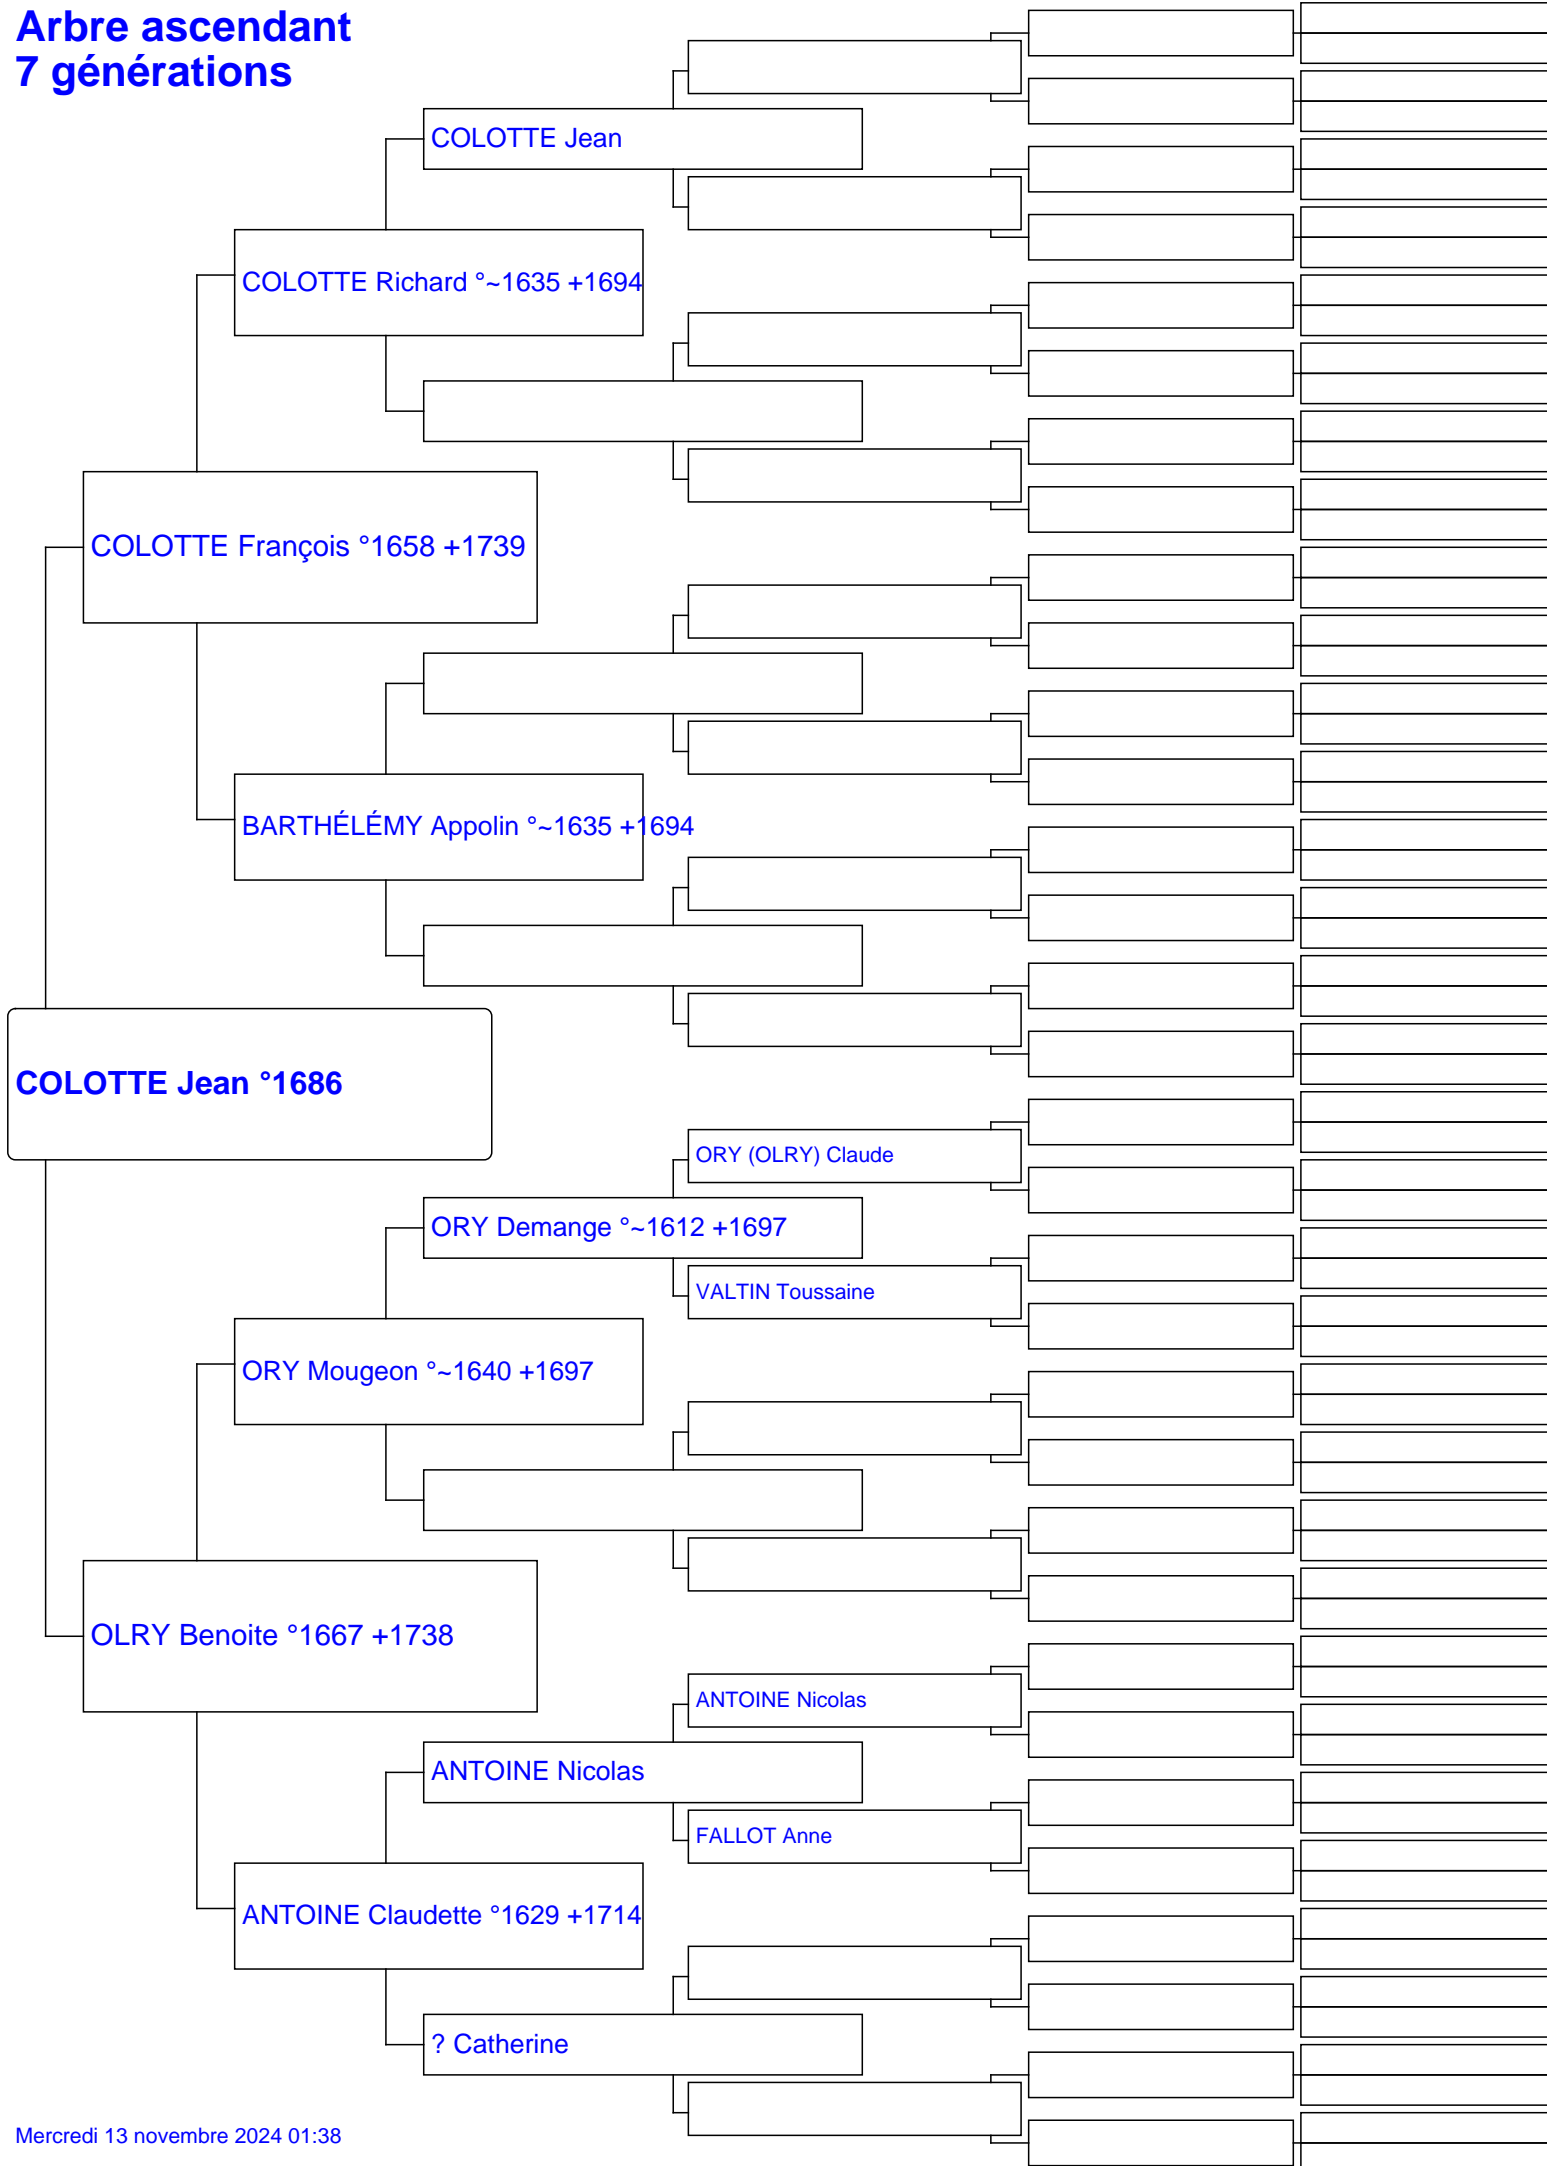 Arbre ascendant
7 générations
COLOTTE Jean
COLOTTE Richard °~1635 +1694
COLOTTE François °1658 +1739
BARTHÉLÉMY Appolin °~1635 +1694
COLOTTE Jean °1686
ORY (OLRY) Claude
ORY Demange °~1612 +1697
VALTIN Toussaine
ORY Mougeon °~1640 +1697
OLRY Benoite °1667 +1738
ANTOINE Nicolas
ANTOINE Nicolas
FALLOT Anne
ANTOINE Claudette °1629 +1714
? Catherine
Mercredi 13 novembre 2024 01:38